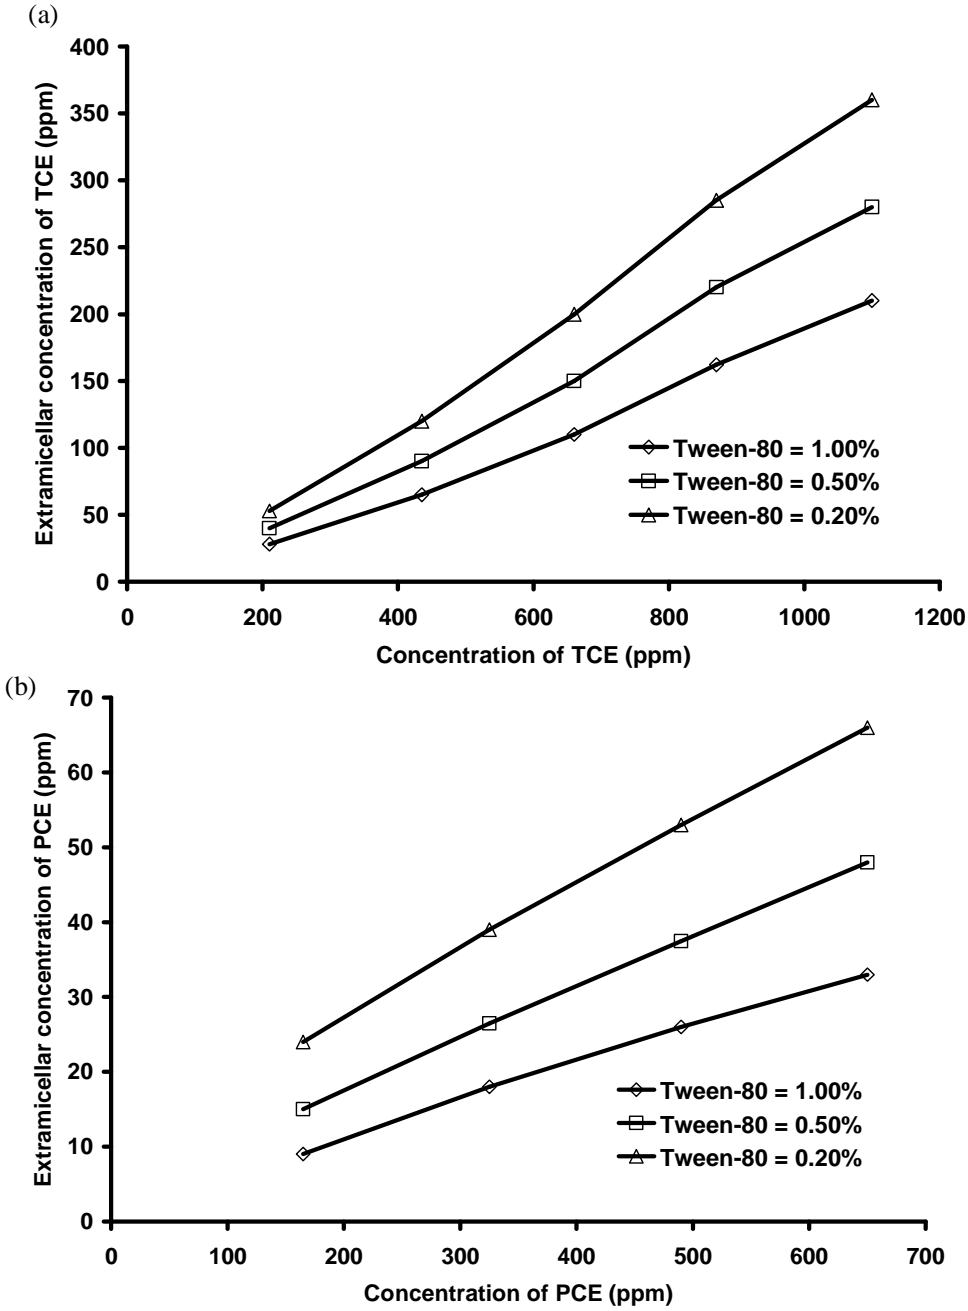 (a)
400
350
300
250
200
150
100
50
0
Extramicellar concentration of TCE (ppm)
Tween-80 = 1.00%
Tween-80 = 0.50%
Tween-80 = 0.20%
0 200 400 600 800 1000 1200
Concentration of TCE (ppm)
(b)
70
60
50
40
30
20
10
0
Extramicellar concentration of PCE (ppm)
Tween-80 = 1.00%
Tween-80 = 0.50%
Tween-80 = 0.20%
0 100 200 300 400 500 600 700
Concentration of PCE (ppm)